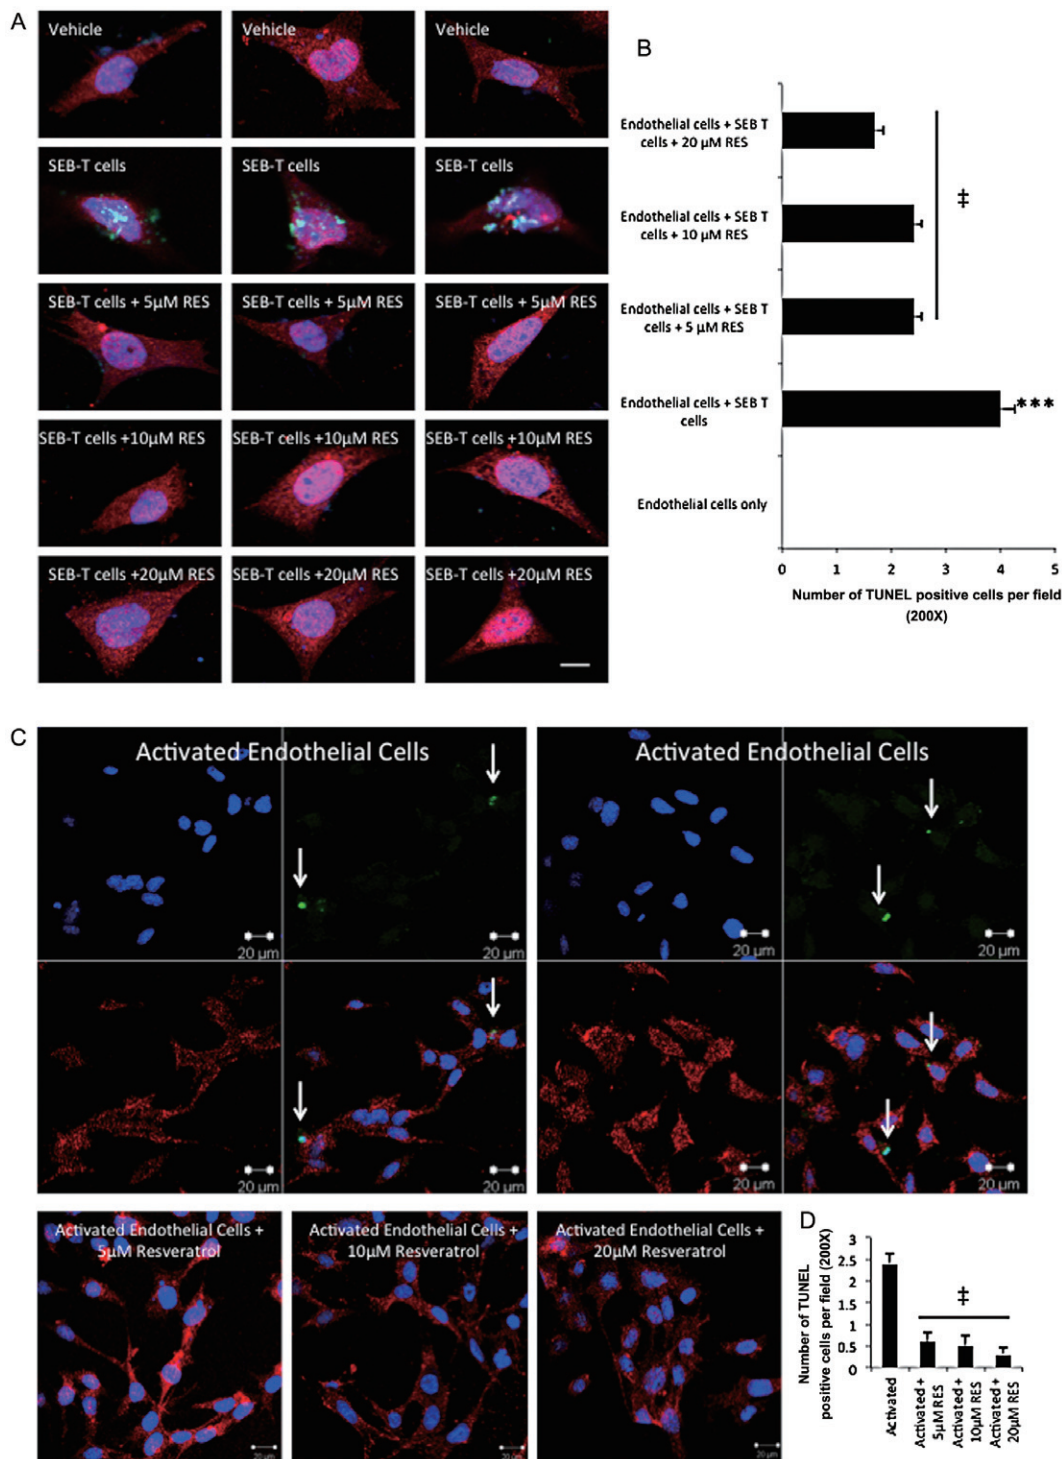 A
Vehicle
Vehicle
Vehicle
SEB-T cells
SEB-T cells
SEB-T cells
SEB-T cells + 5µM RES
SEB-T cells + 5µM RES
SEB-T cells + 5µM RES
SEB-T cells +10µM RES
SEB-T cells +10µM RES
SEB-T cells +10µM RES
SEB-T cells +20µM RES
SEB-T cells +20µM RES
SEB-T cells +20µM RES
B
Endothelial cells + SEB T
cells + 20 µM RES
Endothelial cells + SEB T
cells + 10 µM RES
Endothelial cells + SEB T
cells + 5 µM RES
Endothelial cells + SEB T
cells
Endothelial cells only
‡
***
0 1 2 3 4 5
Number of TUNEL positive cells per field
(200X)
C
Activated Endothelial Cells
20 µm
20 µm
20 µm
20 µm
Activated Endothelial Cells
20 µm
20 µm
20 µm
20 µm
Activated Endothelial Cells +
5µM Resveratrol
20 µm
Activated Endothelial Cells +
10µM Resveratrol
20 µm
Activated Endothelial Cells +
20µM Resveratrol
20 µm
D
Number of TUNEL
positive cells per field (200X)
3
2.5
2
1.5
1
0.5
0
‡
Activated
Activated +
5µM RES
Activated +
10µM RES
Activated +
20µM RES